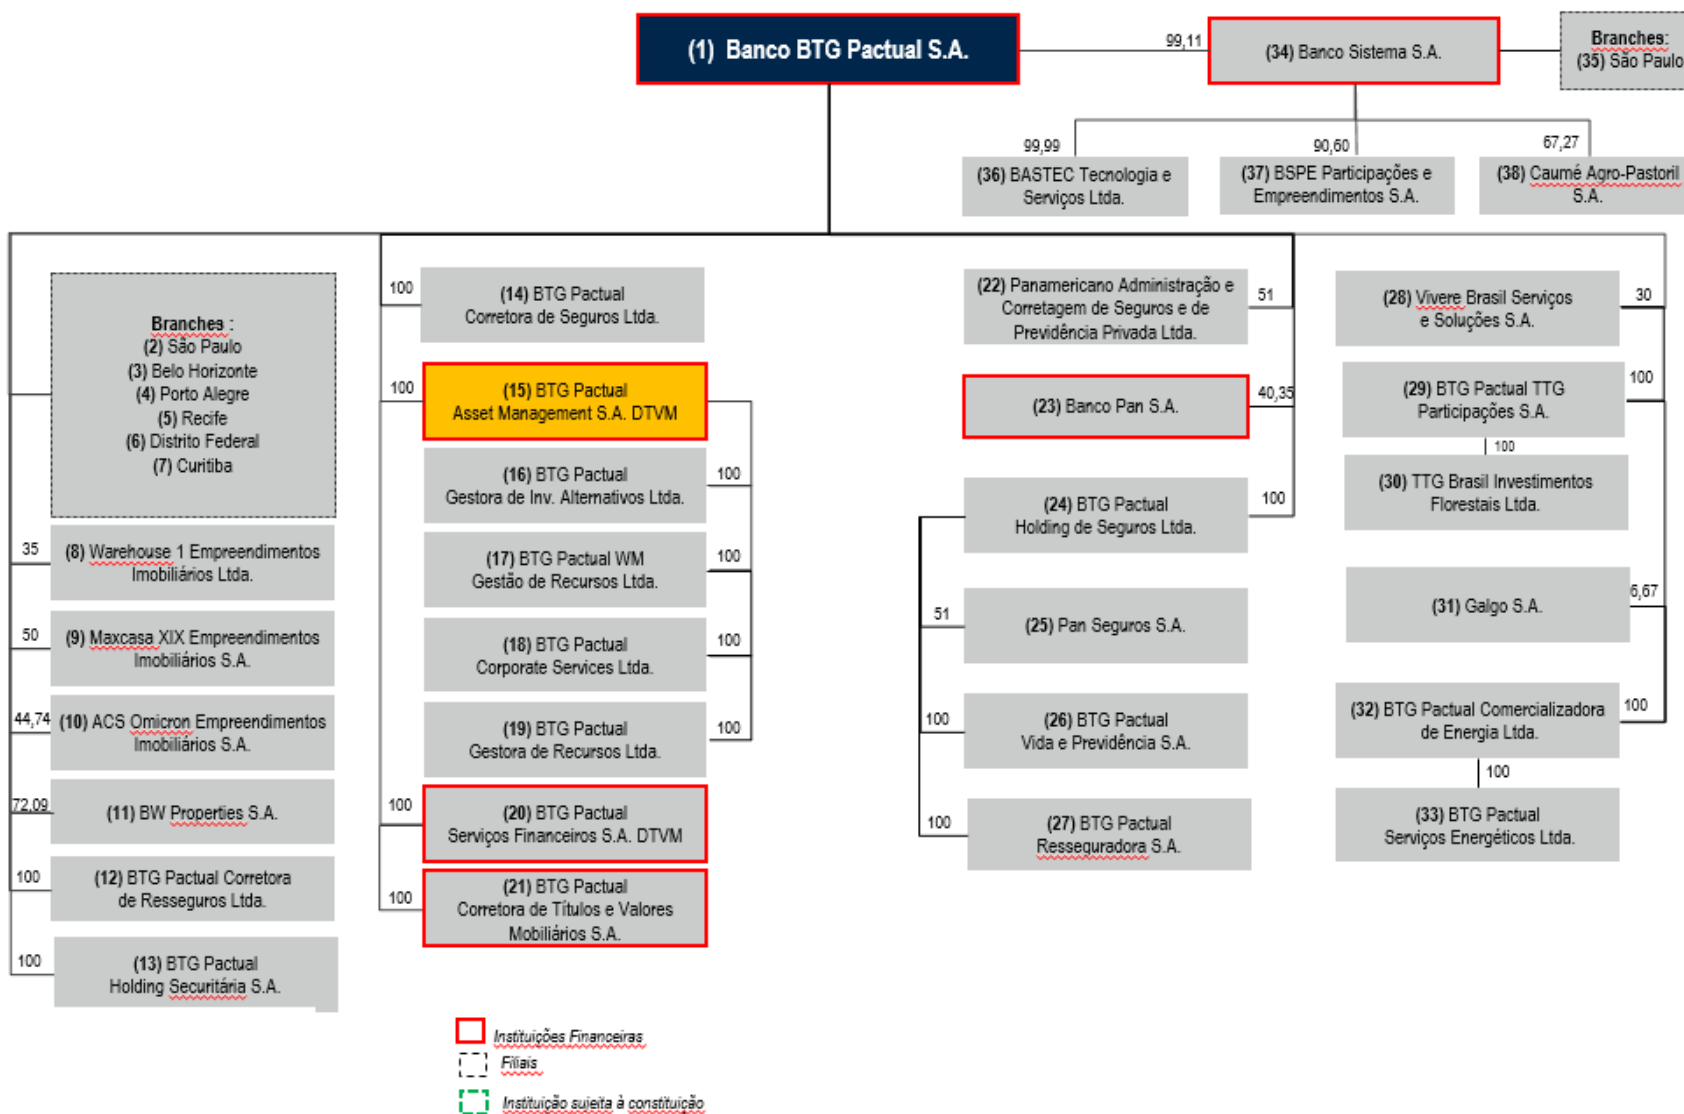 (1) Banco BTG Pactual S.A.
99,11
(34) Banco Sistema S.A.
Branches:
(35) São Paulo
99,99
(36) BASTEC Tecnologia e
Serviços Ltda.
90,60
(37) BSPE Participações e
Empreendimentos S.A.
67,27
(38) Caumé Agro-Pastoril
S.A.
Branches :
(2) São Paulo
(3) Belo Horizonte
(4) Porto Alegre
(5) Recife
(6) Distrito Federal
(7) Curitiba
35
(8) Warehouse 1 Empreendimentos
Imobiliários Ltda.
50
(9) Maxcasa XIX Empreendimentos
Imobiliários S.A.
44,74
(10) ACS Omicron Empreendimentos
Imobiliários S.A.
72,09
(11) BW Properties S.A.
100
(12) BTG Pactual Corretora
de Resseguros Ltda.
100
(13) BTG Pactual
Holding Securitária S.A.
100
(14) BTG Pactual
Corretora de Seguros Ltda.
100
(15) BTG Pactual
Asset Management S.A. DTVM
(16) BTG Pactual
Gestora de Inv. Alternativos Ltda.
100
(17) BTG Pactual WM
Gestão de Recursos Ltda.
100
(18) BTG Pactual
Corporate Services Ltda.
100
(19) BTG Pactual
Gestora de Recursos Ltda.
100
100
(20) BTG Pactual
Serviços Financeiros S.A. DTVM
100
(21) BTG Pactual
Corretora de Títulos e Valores
Mobiliários S.A.
(22) Panamericano Administração e
Corretagem de Seguros e de
Previdência Privada Ltda.
51
(23) Banco Pan S.A.
40,35
(24) BTG Pactual
Holding de Seguros Ltda.
100
51
(25) Pan Seguros S.A.
100
(26) BTG Pactual
Vida e Previdência S.A.
100
(27) BTG Pactual
Resseguradora S.A.
(28) Vivere Brasil Serviços
e Soluções S.A.
30
(29) BTG Pactual TTG
Participações S.A.
100
100
(30) TTG Brasil Investimentos
Florestais Ltda.
(31) Galgo S.A.
6,67
(32) BTG Pactual Comercializadora
de Energia Ltda.
100
100
(33) BTG Pactual
Serviços Energéticos Ltda.
Instituições Financeiras
Filiais
Instituição sujeita à constituição